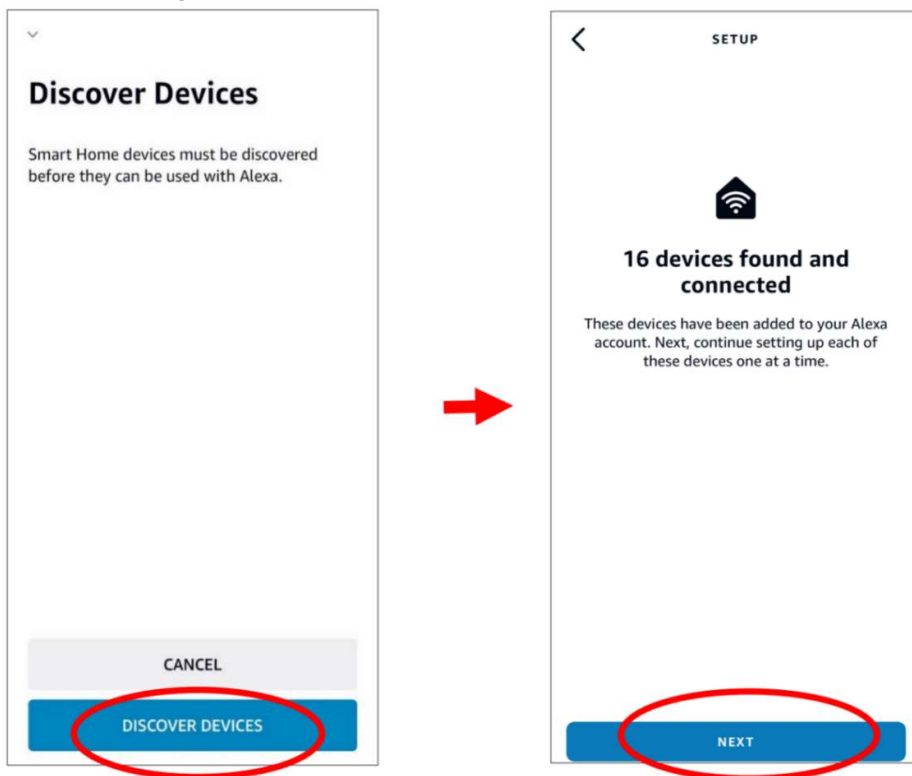 Discover Devices
Smart Home devices must be discovered
before they can be used with Alexa.
CANCEL
DISCOVER DEVICES
SETUP
16 devices found and
connected
These devices have been added to your Alexa
account. Next, continue setting up each of
these devices one at a time.
NEXT